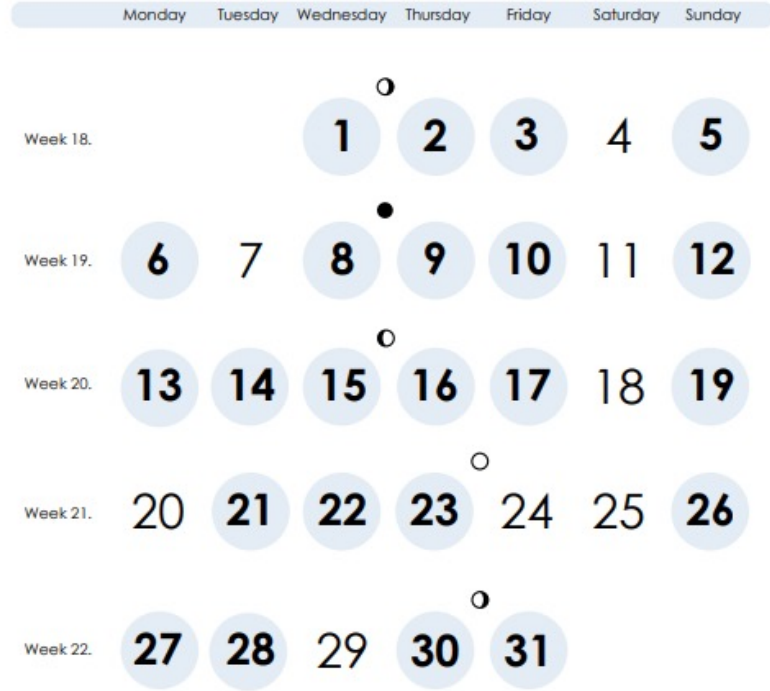 Monday Tuesday Wednesday Thursday Friday Saturday Sunday
Week 18. 1 2 3 4 5
Week 19. 6 7 8 9 10 11 12
Week 20. 13 14 15 16 17 18 19
Week 21. 20 21 22 23 24 25 26
Week 22. 27 28 29 30 31